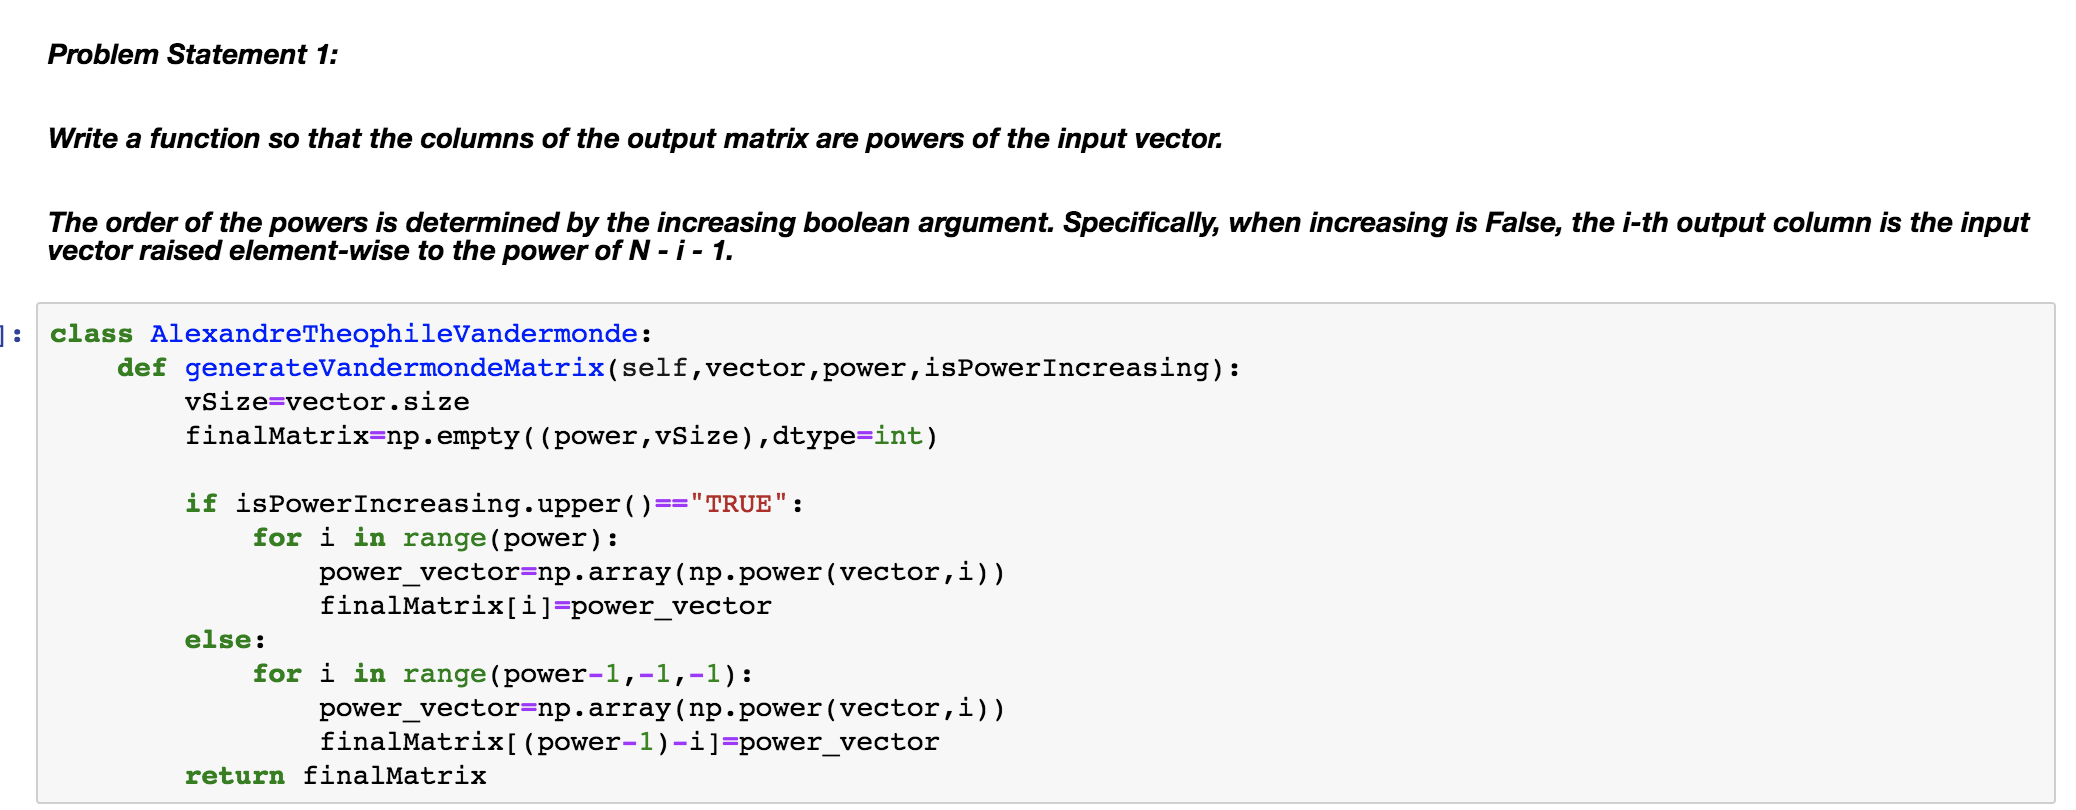 Problem Statement 1:
Write a function so that the columns of the output matrix are powers of the input vector.
The order of the powers is determined by the increasing boolean argument. Specifically, when increasing is False, the i-th output column is the input
vector raised element-wise to the power of N - i - 1.
]:
class AlexandreTheophileVandermonde:
    def generateVandermondeMatrix(self,vector,power,isPowerIncreasing):
        vSize=vector.size
        finalMatrix=np.empty((power,vSize),dtype=int)
        if isPowerIncreasing.upper()=="TRUE":
            for i in range(power):
                power_vector=np.array(np.power(vector,i))
                finalMatrix[i]=power_vector
        else:
            for i in range(power-1,-1,-1):
                power_vector=np.array(np.power(vector,i))
                finalMatrix[(power-1)-i]=power_vector
        return finalMatrix